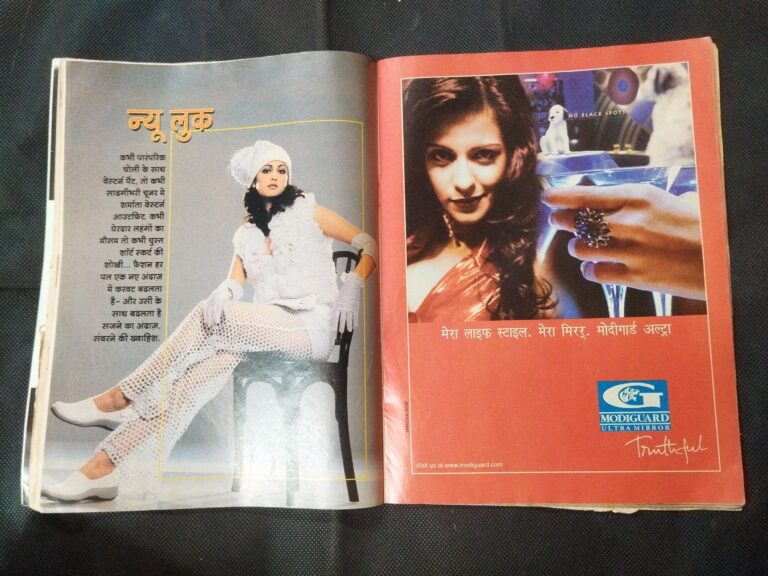 न्यू लुक
कभी पारंपरिक
चोली के साथ
वेस्टर्न पैंट, तो कभी
सादगीभरी चूनर में
शर्माता वेस्टर्न
आउटफिट, कभी
घेरदार लहंगों का
मौसम तो कभी चुस्त
शॉर्ट स्कर्ट की
शोखी... फ़ैशन हर
पल एक नए अंदाज़
में करवट बदलता
है- और उसी के
साथ बदलता है
सजने का अंदाज़,
संवरने की ख़्वाहिश.
NO BLACK SPOTS
मेरा लाइफ स्टाइल. मेरा मिरर्. मोदीगार्ड अल्ट्रा
G
MODIGUARD
ULTRA MIRROR
Truthful
Visit us at www.modiguard.com